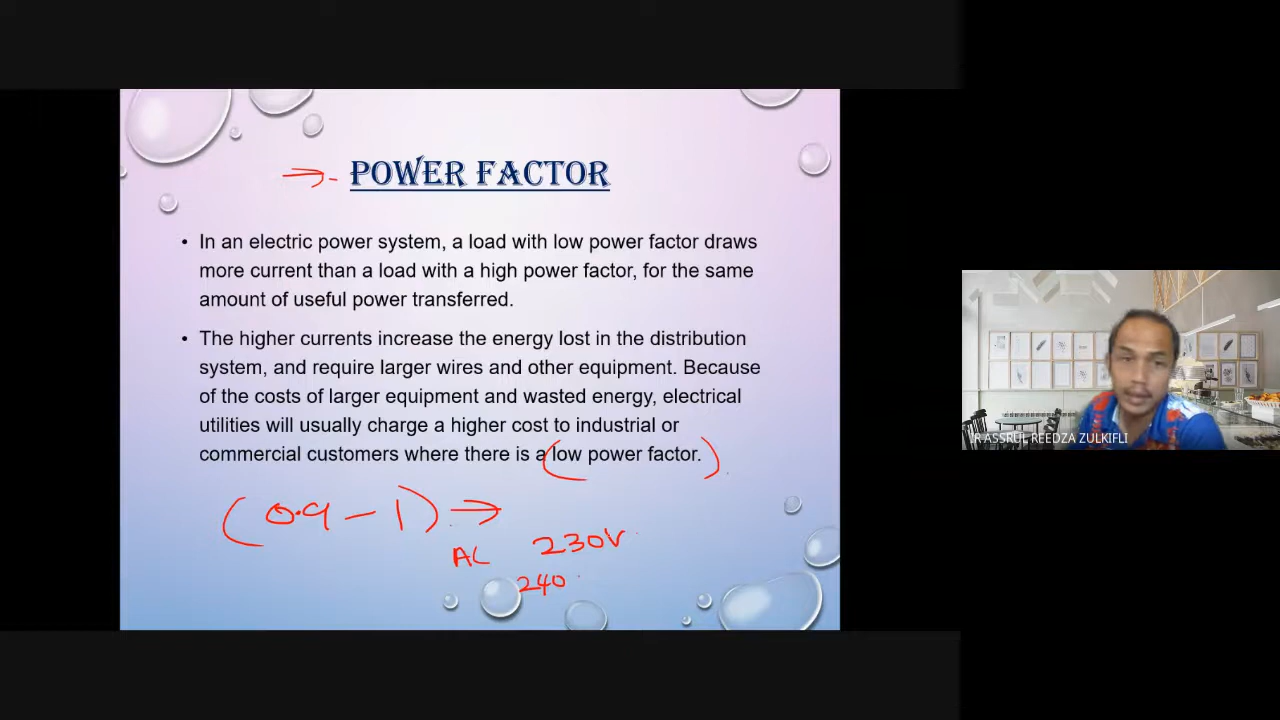 → POWER FACTOR
• In an electric power system, a load with low power factor draws
more current than a load with a high power factor, for the same
amount of useful power transferred.
• The higher currents increase the energy lost in the distribution
system, and require larger wires and other equipment. Because
of the costs of larger equipment and wasted energy, electrical
utilities will usually charge a higher cost to industrial or
commercial customers where there is a (low power factor.)
(0.9 - 1) →
AC 230V
240
IR ASSRUL REEDZA ZULKIFLI